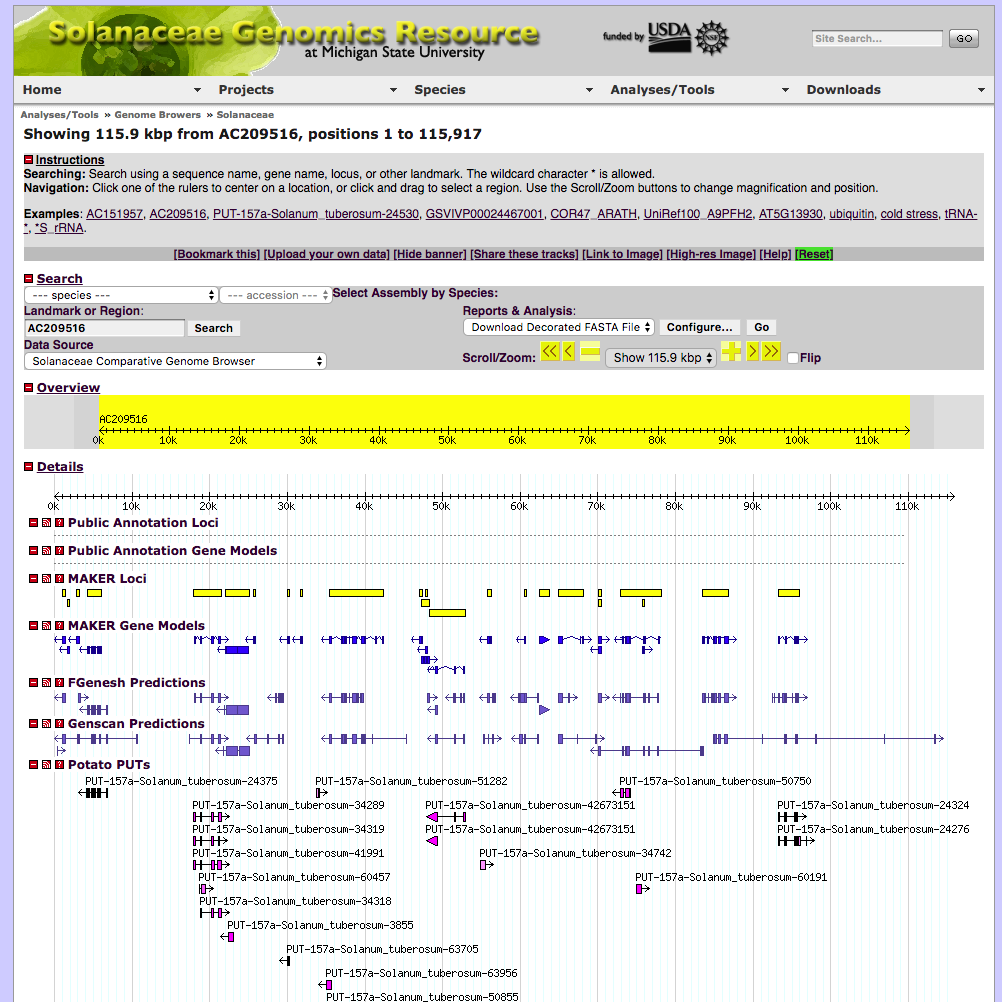 Solanaceae Genomics Resource
at Michigan State University
funded by USDA NSF
Site Search... GO
Home Projects Species Analyses/Tools Downloads
Analyses/Tools » Genome Browers » Solanaceae
Showing 115.9 kbp from AC209516, positions 1 to 115,917
Instructions
Searching: Search using a sequence name, gene name, locus, or other landmark. The wildcard character * is allowed.
Navigation: Click one of the rulers to center on a location, or click and drag to select a region. Use the Scroll/Zoom buttons to change magnification and position.
Examples: AC151957, AC209516, PUT-157a-Solanum_tuberosum-24530, GSVIVP00024467001, COR47_ARATH, UniRef100_A9PFH2, AT5G13930, ubiquitin, cold stress, tRNA-
*, *S_rRNA.
[Bookmark this] [Upload your own data] [Hide banner] [Share these tracks] [Link to Image] [High-res Image] [Help] [Reset]
Search
--- species --- --- accession --- Select Assembly by Species:
Landmark or Region: Reports & Analysis:
AC209516 Search Download Decorated FASTA File Configure... Go
Data Source
Solanaceae Comparative Genome Browser Scroll/Zoom: << < - Show 115.9 kbp + > >> Flip
Overview
AC209516
0k 10k 20k 30k 40k 50k 60k 70k 80k 90k 100k 110k
Details
0k 10k 20k 30k 40k 50k 60k 70k 80k 90k 100k 110k
Public Annotation Loci
Public Annotation Gene Models
MAKER Loci
MAKER Gene Models
FGenesh Predictions
Genscan Predictions
Potato PUTs
PUT-157a-Solanum_tuberosum-24375 PUT-157a-Solanum_tuberosum-51282 PUT-157a-Solanum_tuberosum-50750
PUT-157a-Solanum_tuberosum-34289 PUT-157a-Solanum_tuberosum-42673151 PUT-157a-Solanum_tuberosum-24324
PUT-157a-Solanum_tuberosum-34319 PUT-157a-Solanum_tuberosum-42673151 PUT-157a-Solanum_tuberosum-24276
PUT-157a-Solanum_tuberosum-41991 PUT-157a-Solanum_tuberosum-34742
PUT-157a-Solanum_tuberosum-60457 PUT-157a-Solanum_tuberosum-60191
PUT-157a-Solanum_tuberosum-34318
PUT-157a-Solanum_tuberosum-3855
PUT-157a-Solanum_tuberosum-63705
PUT-157a-Solanum_tuberosum-63956
PUT-157a-Solanum_tuberosum-50855